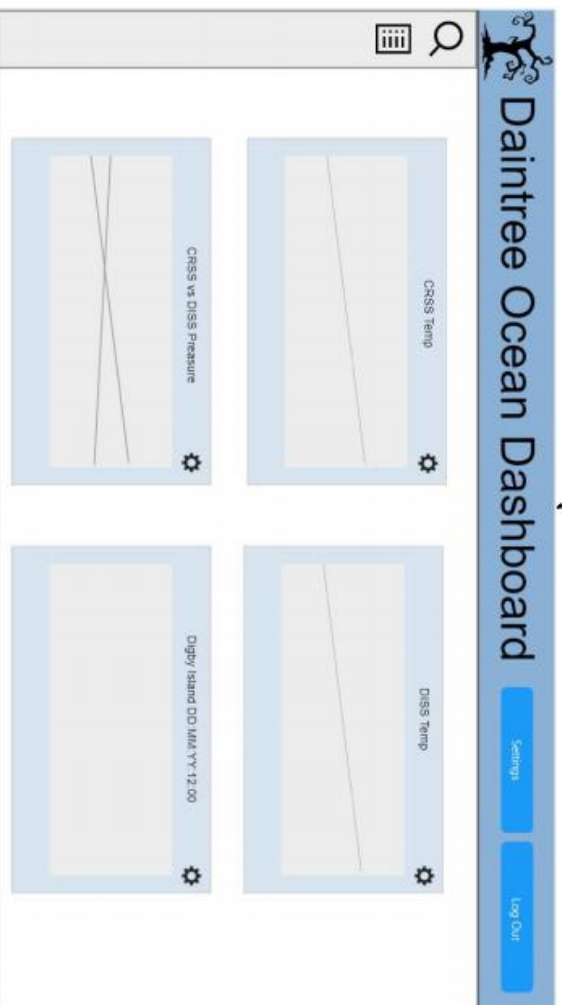 Daintree Ocean Dashboard
Settings
Log Out
CRSS Temp
DISS Temp
CRSS vs DISS Preasure
Digby Island DD:MM:YY:12:00